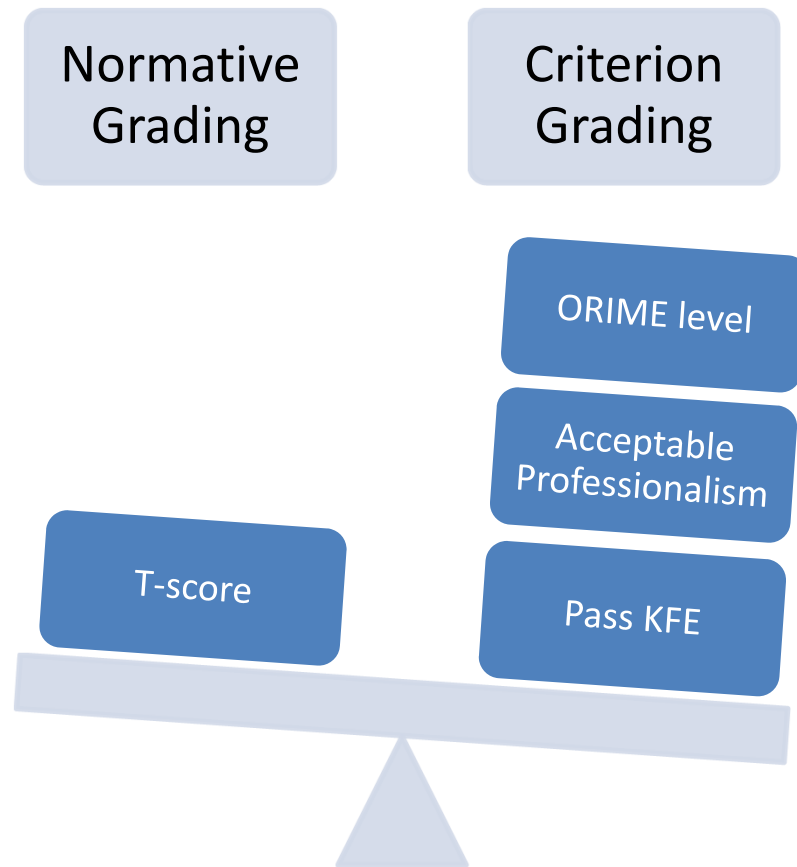 Normative
Grading
Criterion
Grading
ORIME level
Acceptable
Professionalism
T-score
Pass KFE